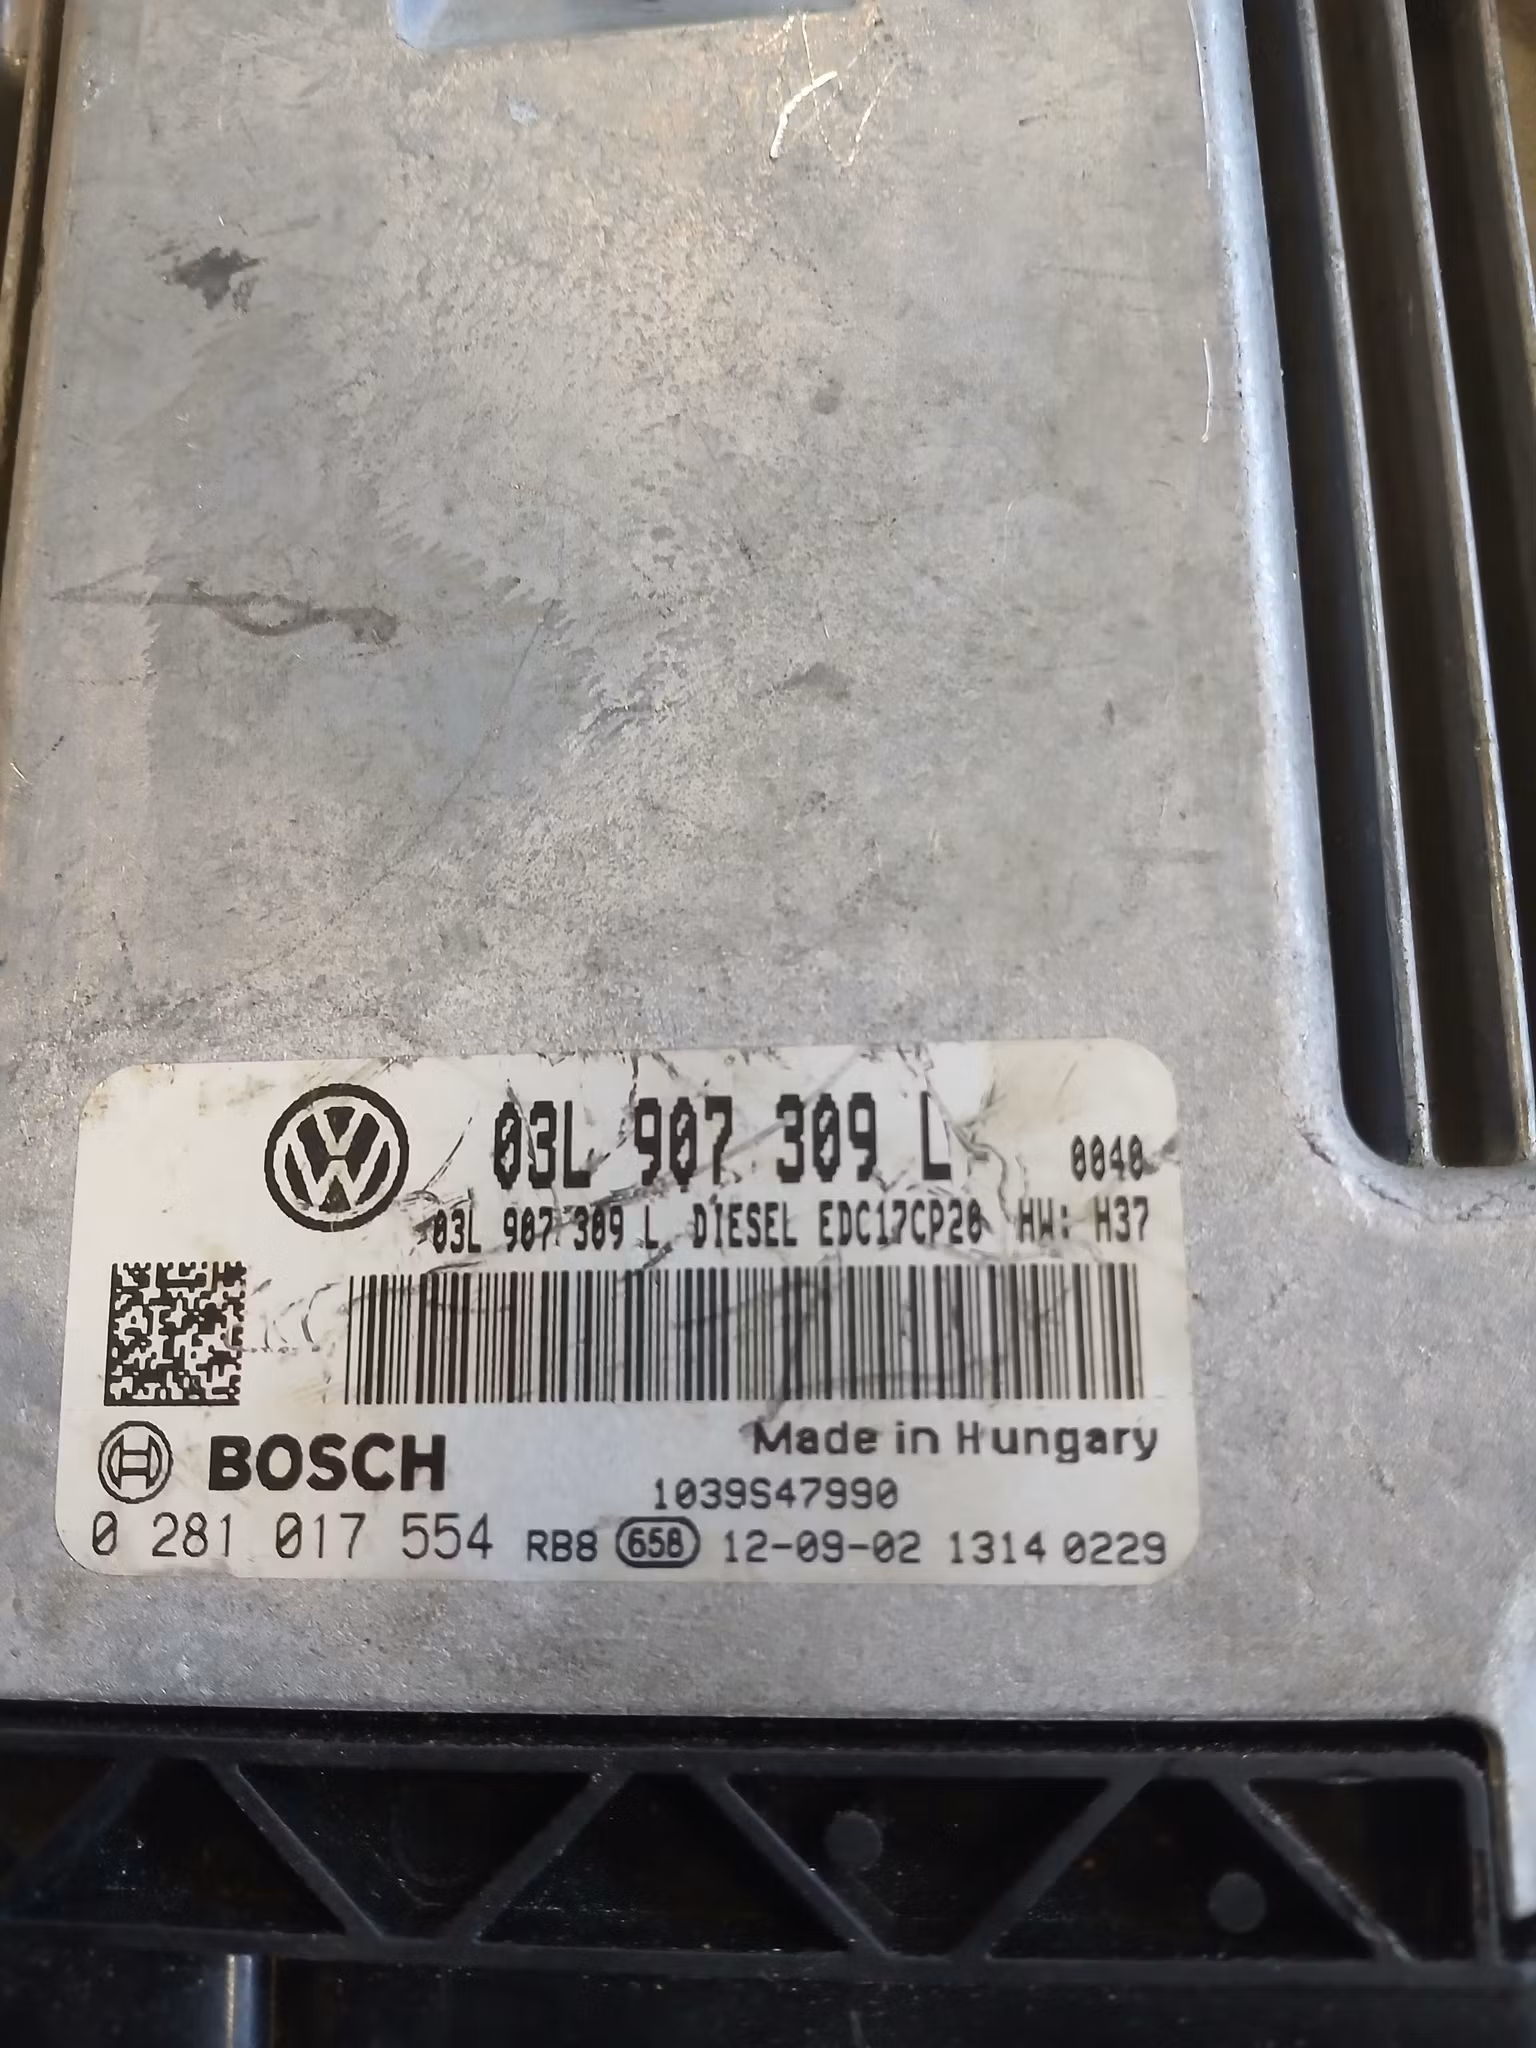 03L 907 309 L 0040
03L 907 309 L DIESEL EDC17CP20 HW: H37
BOSCH
Made in Hungary
1039S47990
0 281 017 554 RB8 658 12-09-02 1314 0229